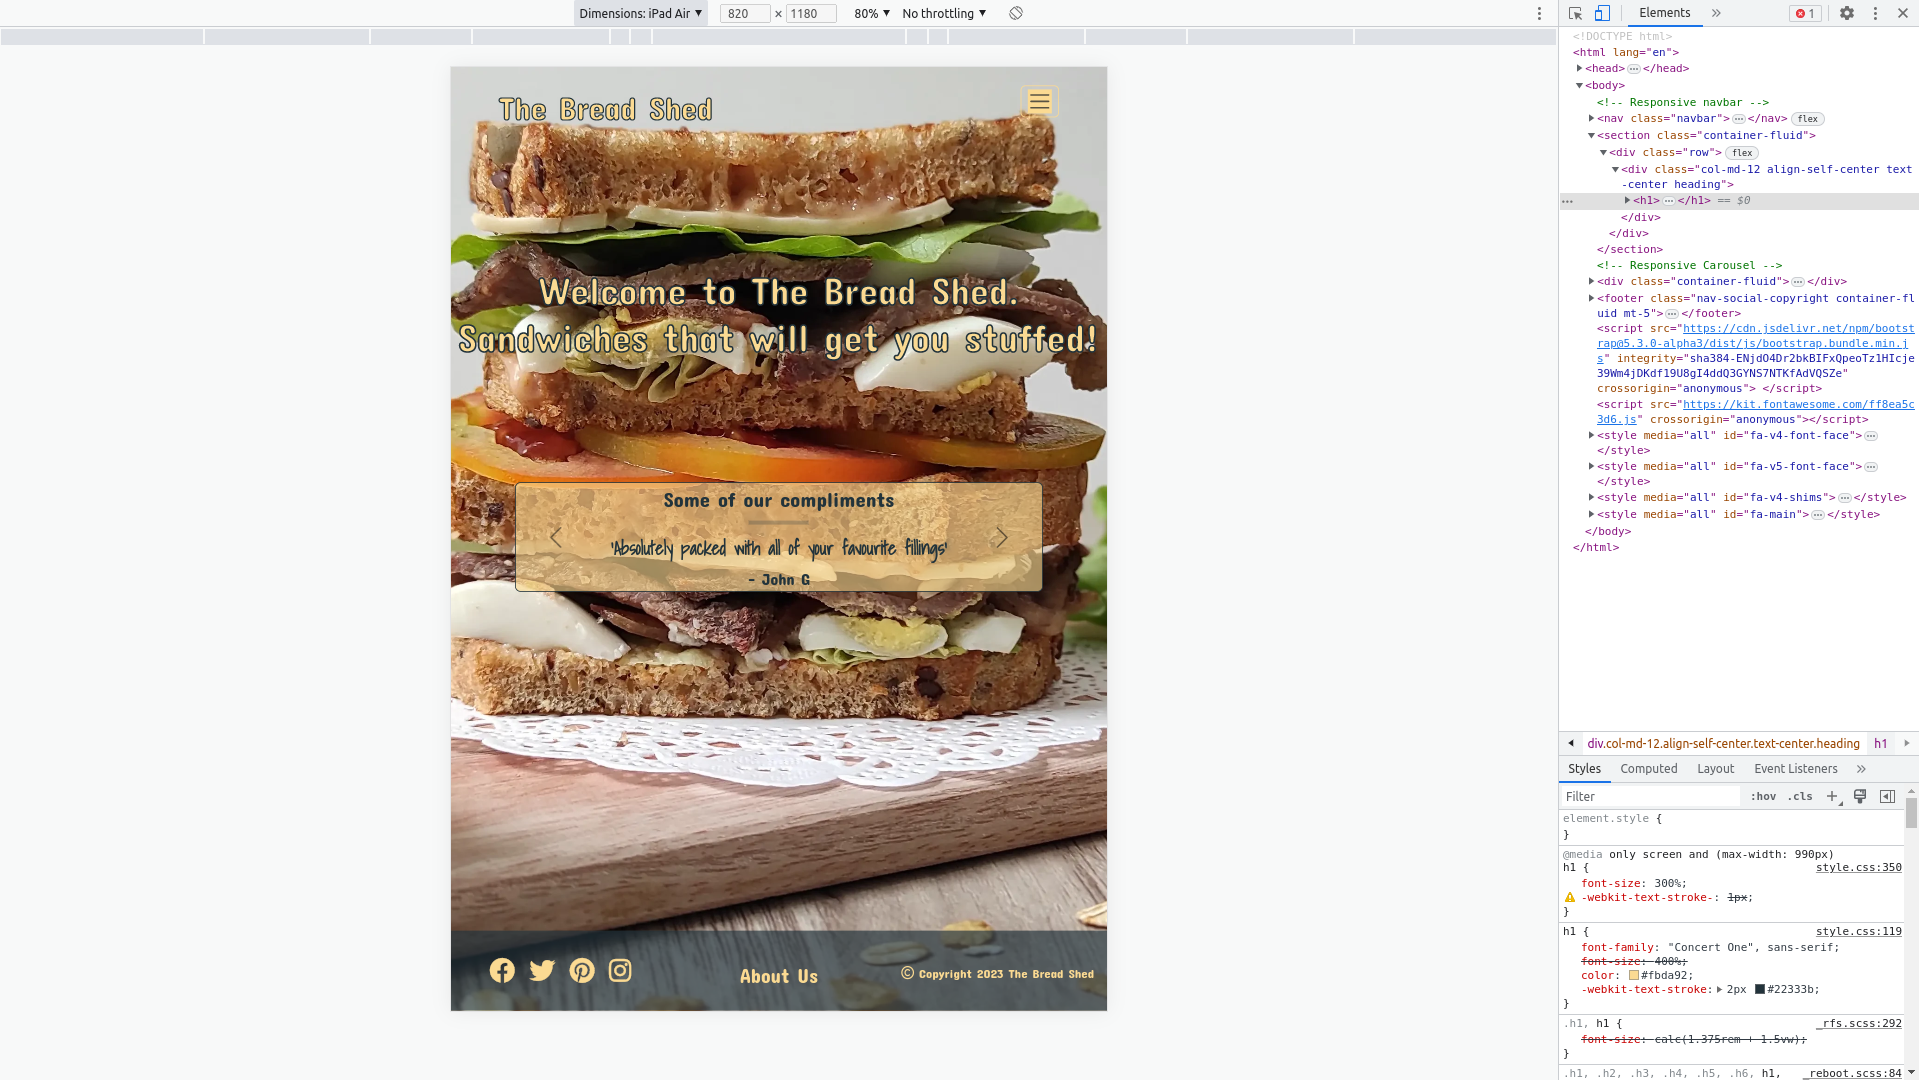 Dimensions: iPad Air ▼ 820 × 1180 80% ▼ No throttling ▼
The Bread Shed
Welcome to The Bread Shed.
Sandwiches that will get you stuffed!
Some of our compliments
'Absolutely packed with all of your favourite fillings'
- John G
About Us
© Copyright 2023 The Bread Shed
Elements » 1
<!DOCTYPE html>
<html lang="en">
<head>…</head>
<body>
<!-- Responsive navbar -->
<nav class="navbar">…</nav> flex
<section class="container-fluid">
<div class="row"> flex
<div class="col-md-12 align-self-center text
-center heading">
… <h1>…</h1> == $0
</div>
</div>
</section>
<!-- Responsive Carousel -->
<div class="container-fluid">…</div>
<footer class="nav-social-copyright container-fl
uid mt-5">…</footer>
<script src="https://cdn.jsdelivr.net/npm/bootst
rap@5.3.0-alpha3/dist/js/bootstrap.bundle.min.j
s" integrity="sha384-ENjdO4Dr2bkBIFxQpeoTz1HIcje
39Wm4jDKdf19U8gI4ddQ3GYNS7NTKfAdVQSZe"
crossorigin="anonymous"> </script>
<script src="https://kit.fontawesome.com/ff8ea5c
3d6.js" crossorigin="anonymous"></script>
<style media="all" id="fa-v4-font-face">…
</style>
<style media="all" id="fa-v5-font-face">…
</style>
<style media="all" id="fa-v4-shims">…</style>
<style media="all" id="fa-main">…</style>
</body>
</html>
div.col-md-12.align-self-center.text-center.heading h1
Styles Computed Layout Event Listeners »
Filter :hov .cls +
element.style {
}
@media only screen and (max-width: 990px)
h1 { style.css:350
font-size: 300%;
-webkit-text-stroke-: 1px;
}
h1 { style.css:119
font-family: "Concert One", sans-serif;
font-size: 400%;
color: #fbda92;
-webkit-text-stroke: 2px #22333b;
}
.h1, h1 { _rfs.scss:292
font-size: calc(1.375rem + 1.5vw);
}
.h1, .h2, .h3, .h4, .h5, .h6, h1, _reboot.scss:84